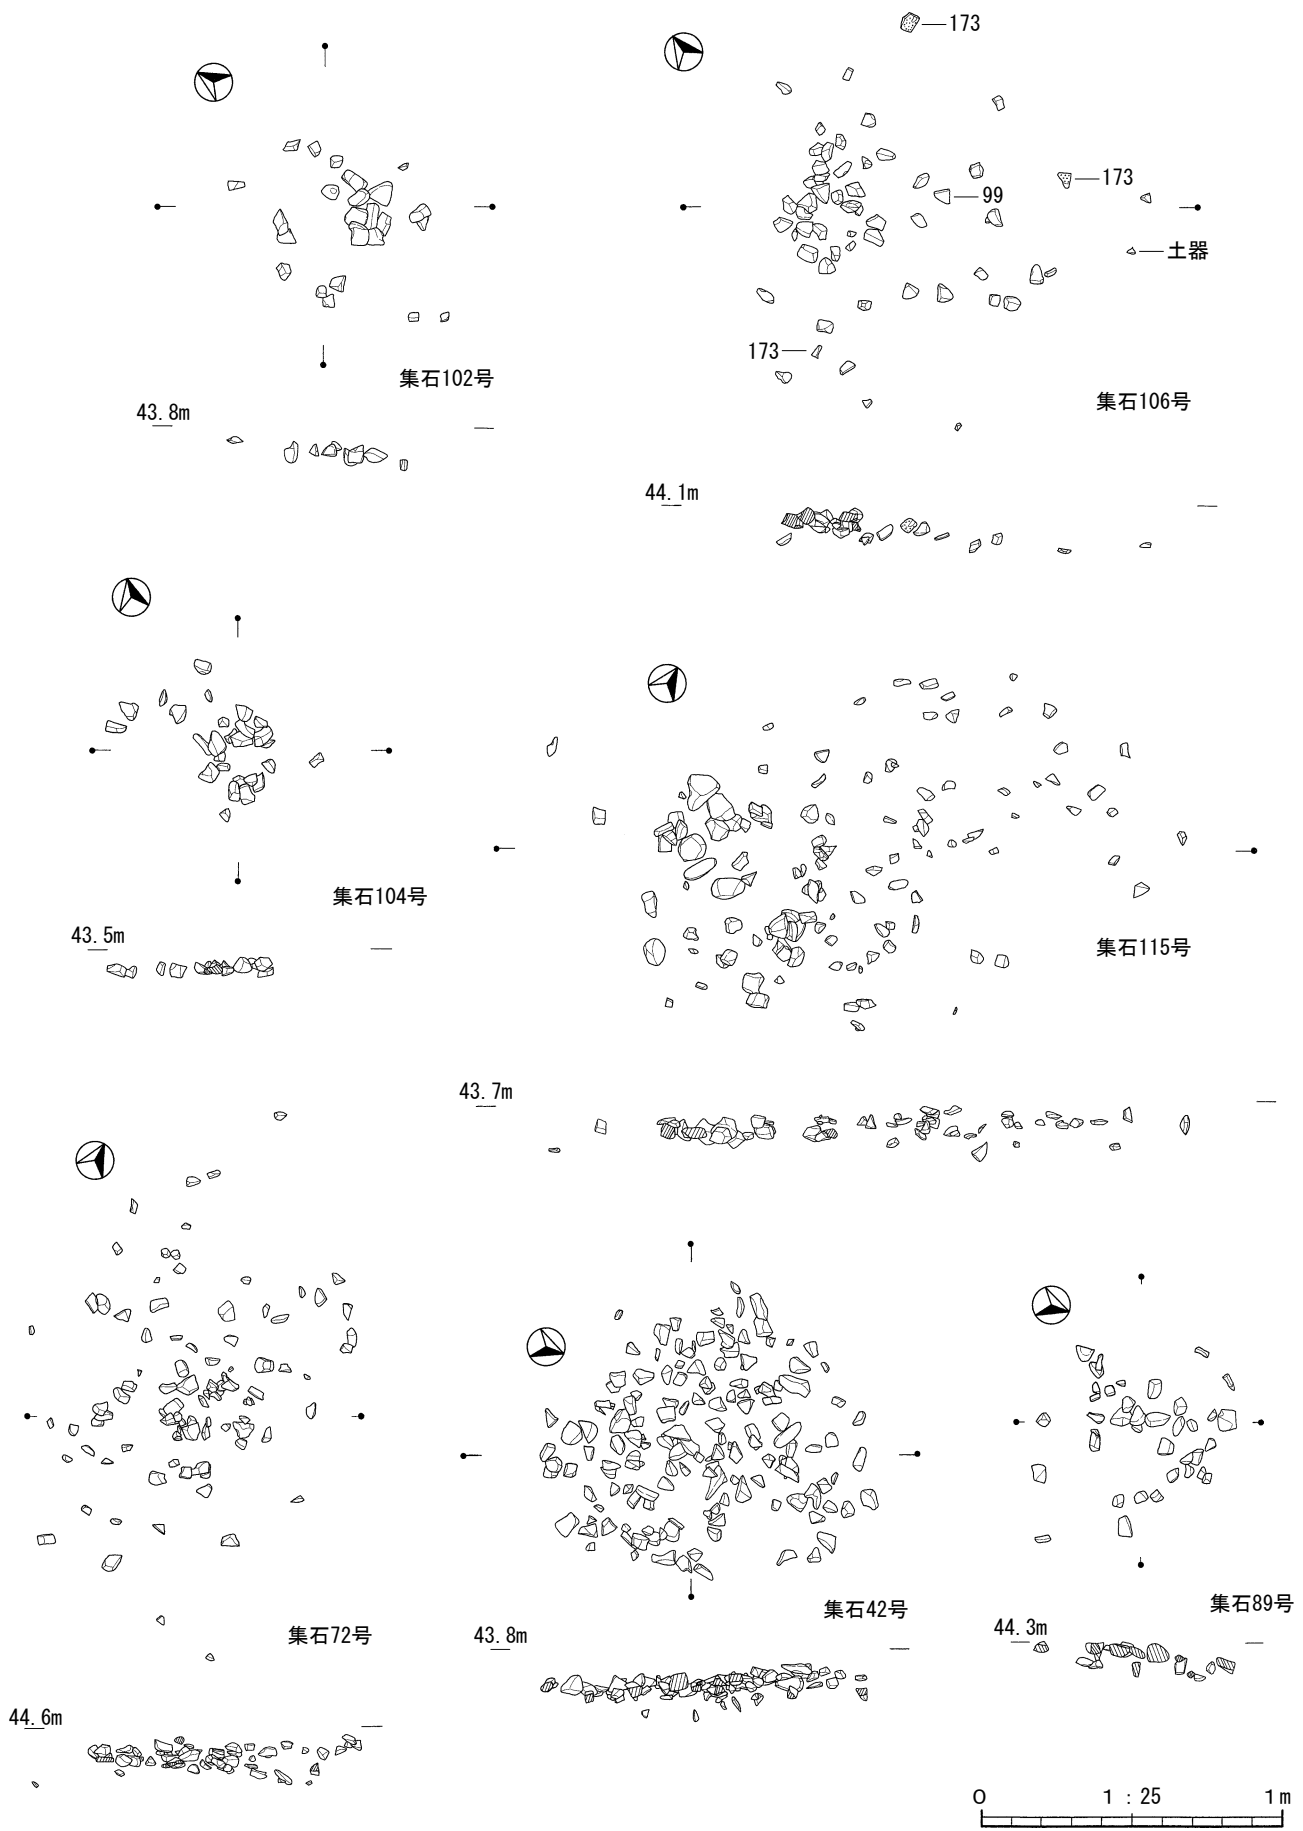 173
173
99
土器
173
集石102号
集石106号
43.8m
44.1m
集石104号
43.5m
集石115号
43.7m
集石72号
44.6m
集石42号
43.8m
集石89号
44.3m
0 1:25 1m